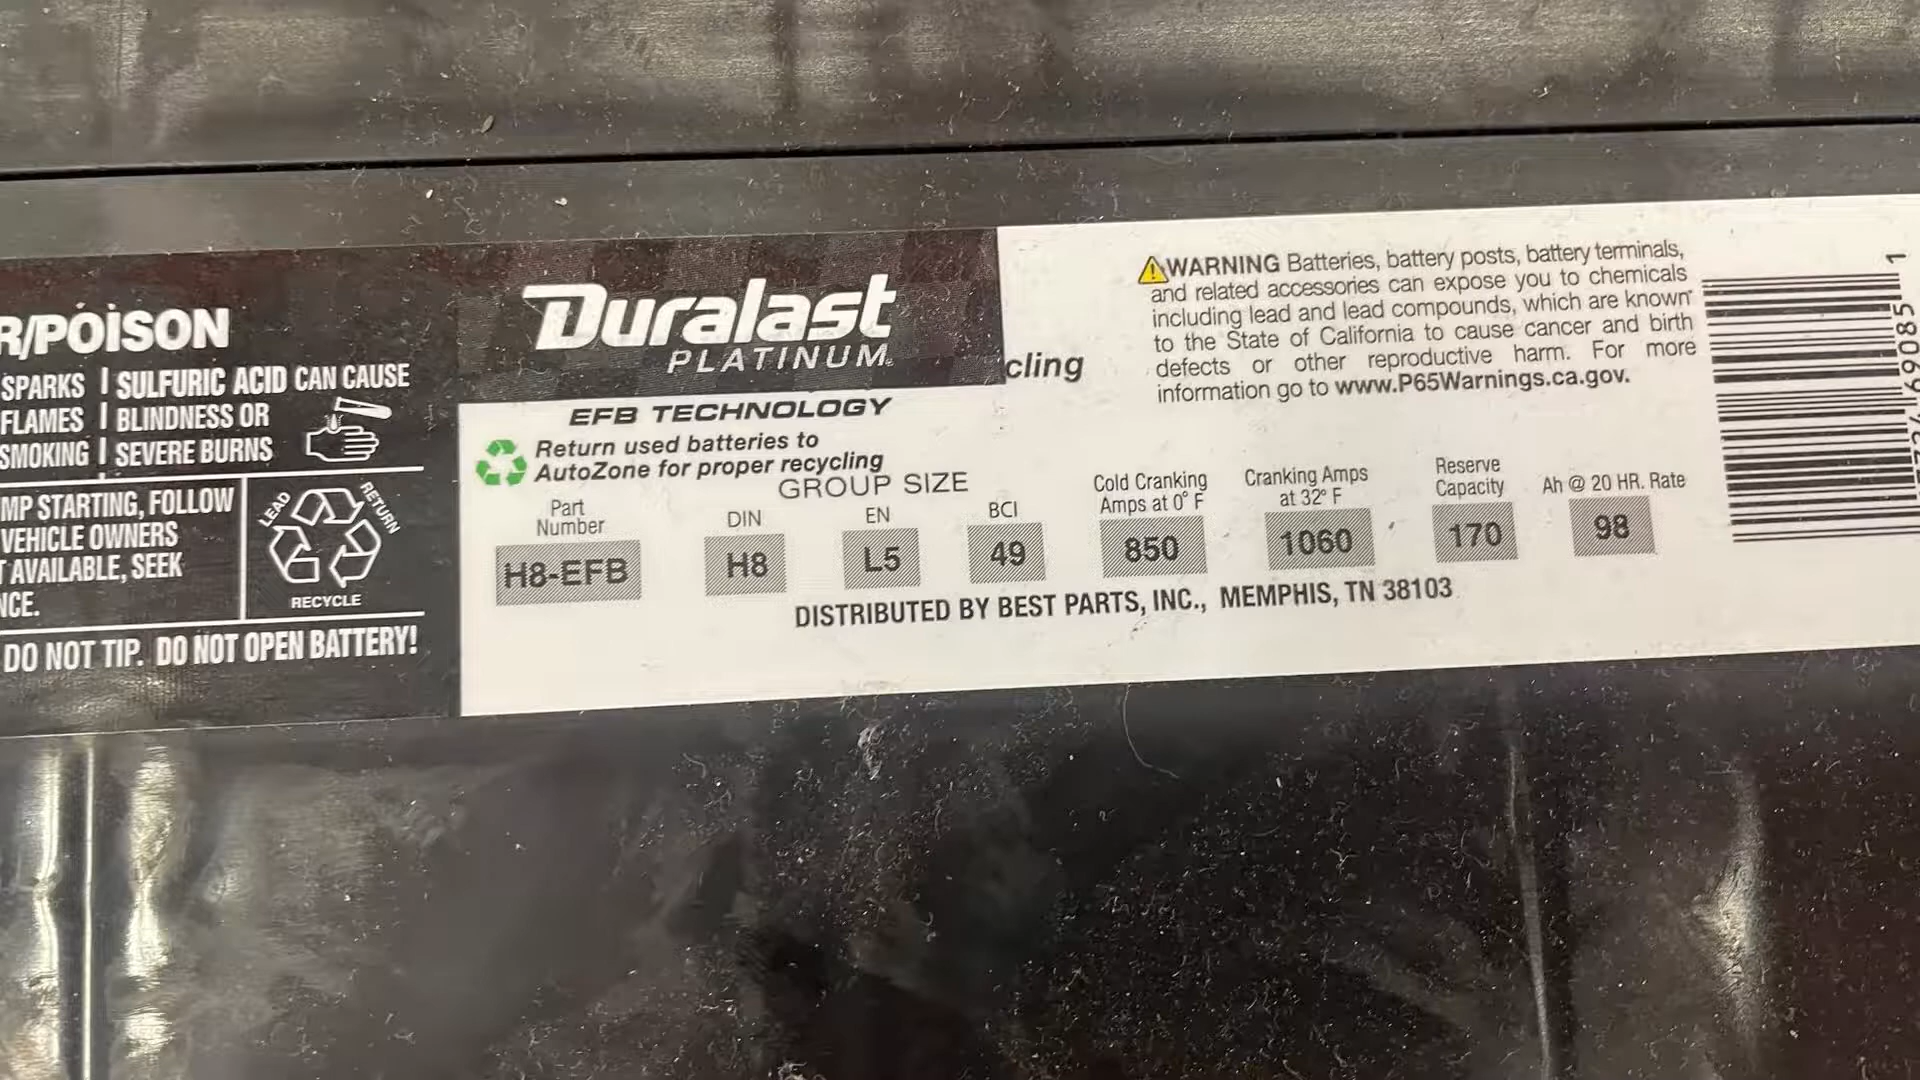 R/POISON
SPARKS
FLAMES
SMOKING
SULFURIC ACID CAN CAUSE
BLINDNESS OR
SEVERE BURNS
MP STARTING, FOLLOW
VEHICLE OWNERS
T AVAILABLE, SEEK
NCE.
LEAD
RETURN
RECYCLE
DO NOT TIP. DO NOT OPEN BATTERY!
Duralast
PLATINUM
EFB TECHNOLOGY
Return used batteries to
AutoZone for proper recycling
cling
WARNING Batteries, battery posts, battery terminals,
and related accessories can expose you to chemicals
including lead and lead compounds, which are known
to the State of California to cause cancer and birth
defects or other reproductive harm. For more
information go to www.P65Warnings.ca.gov.
GROUP SIZE
Part
Number
H8-EFB
DIN
H8
EN
L5
BCI
49
Cold Cranking
Amps at 0° F
850
Cranking Amps
at 32° F
1060
Reserve
Capacity
170
Ah @ 20 HR. Rate
98
DISTRIBUTED BY BEST PARTS, INC., MEMPHIS, TN 38103
1